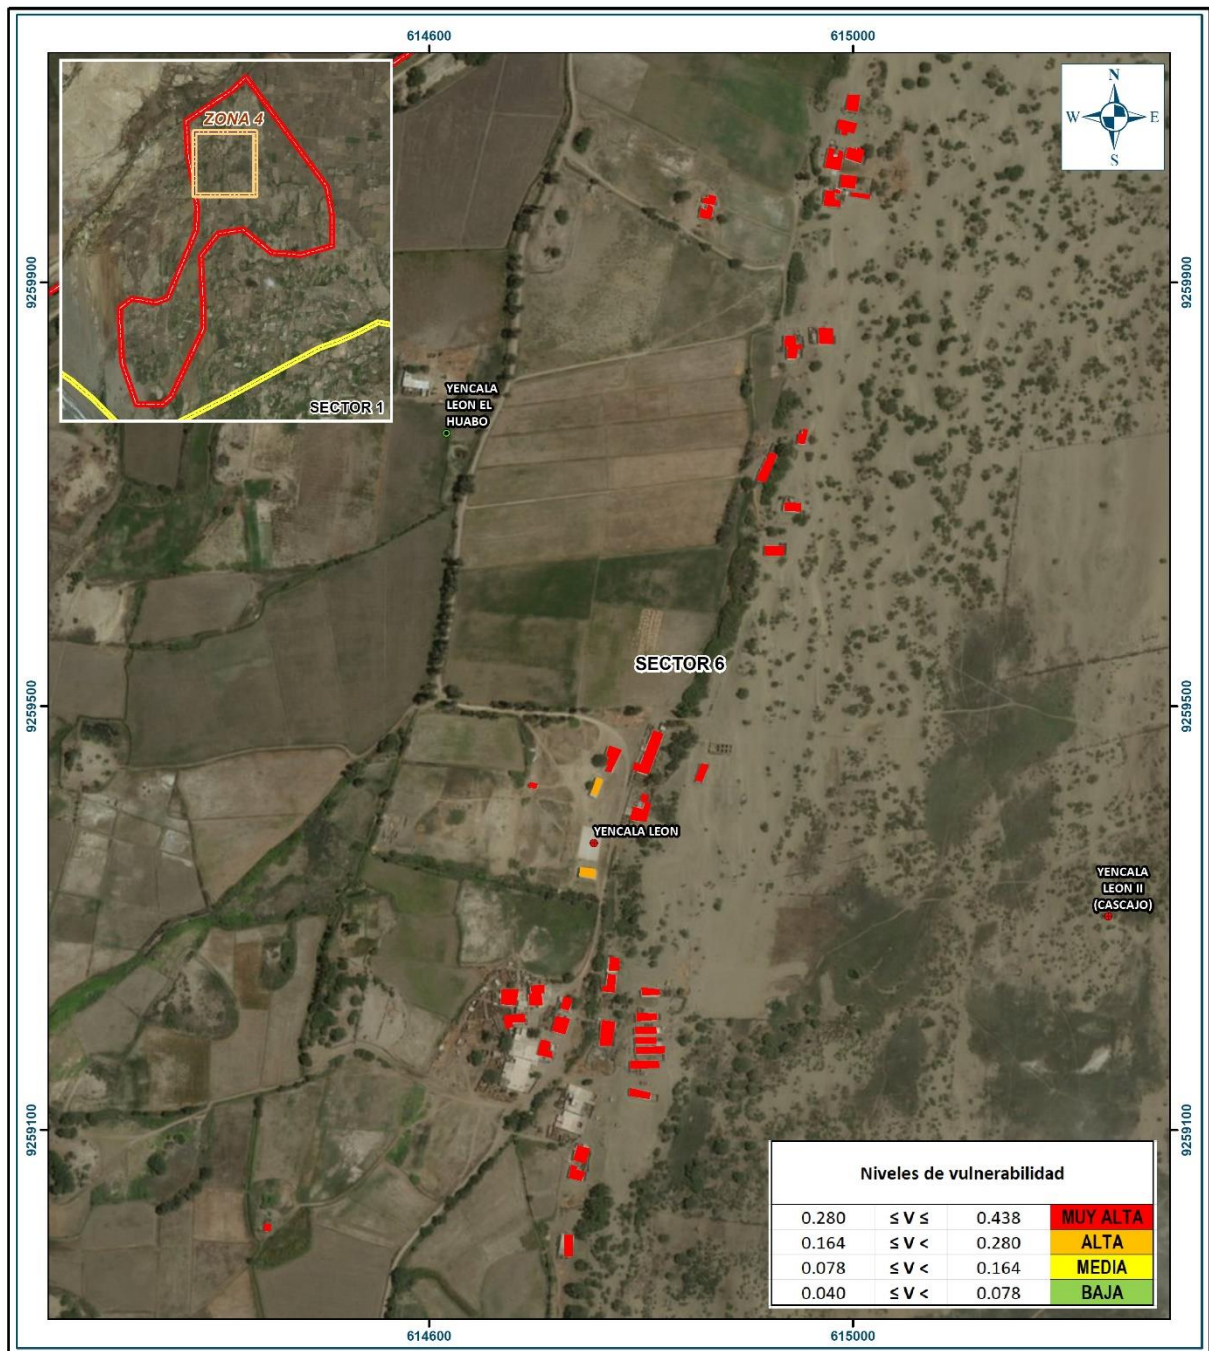 614600
615000
ZONA 4
N
W
E
S
9259900
9259900
SECTOR 1
YENCALA
LEON EL
HUABO
SECTOR 6
9259500
9259500
YENCALA LEON
YENCALA
LEON II
(CASCAJO)
9259100
9259100
Niveles de vulnerabilidad
0.280 ≤ V ≤ 0.438 MUY ALTA
0.164 ≤ V < 0.280 ALTA
0.078 ≤ V < 0.164 MEDIA
0.040 ≤ V < 0.078 BAJA
614600
615000